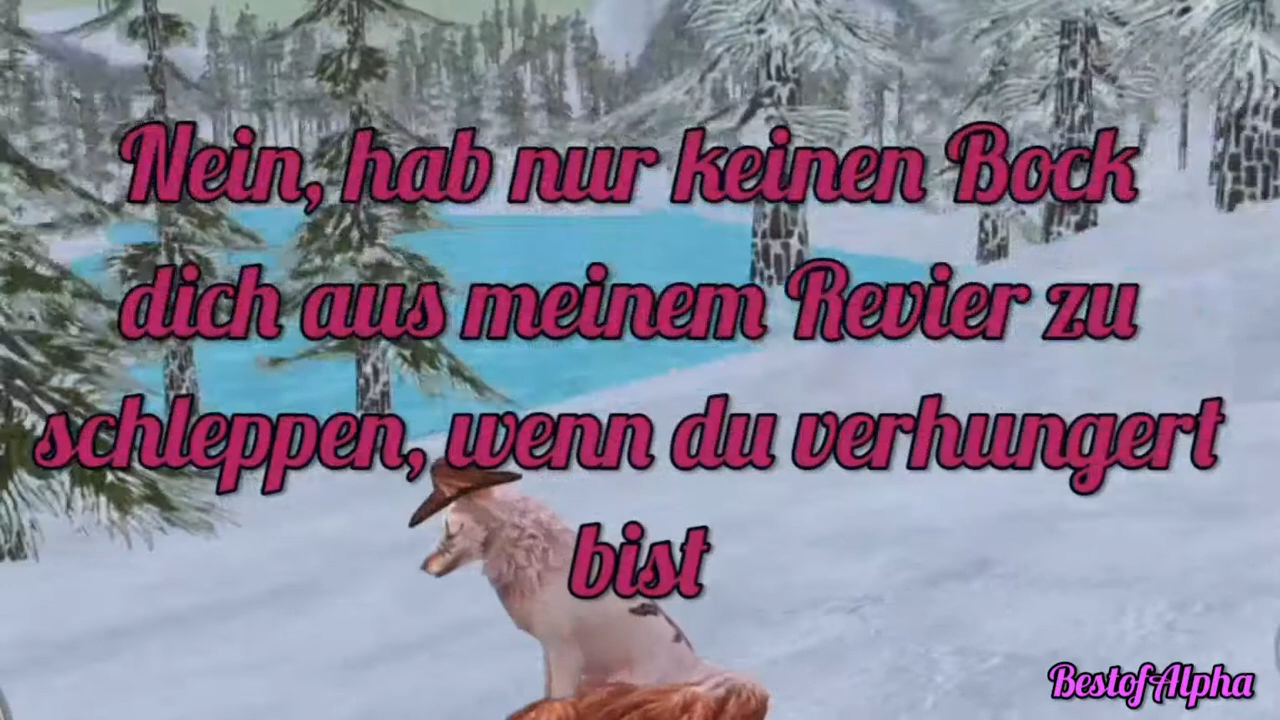 Nein, hab nur keinen Bock
dich aus meinem Revier zu
schleppen, wenn du verhungert
bist
BestofAlpha